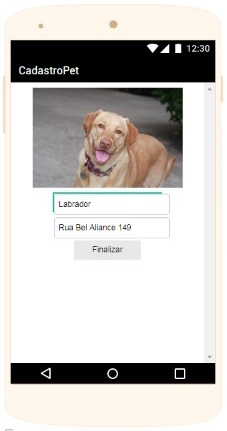 12:30
CadastroPet
Labrador
Rua Bel Aliance 149
Finalizar